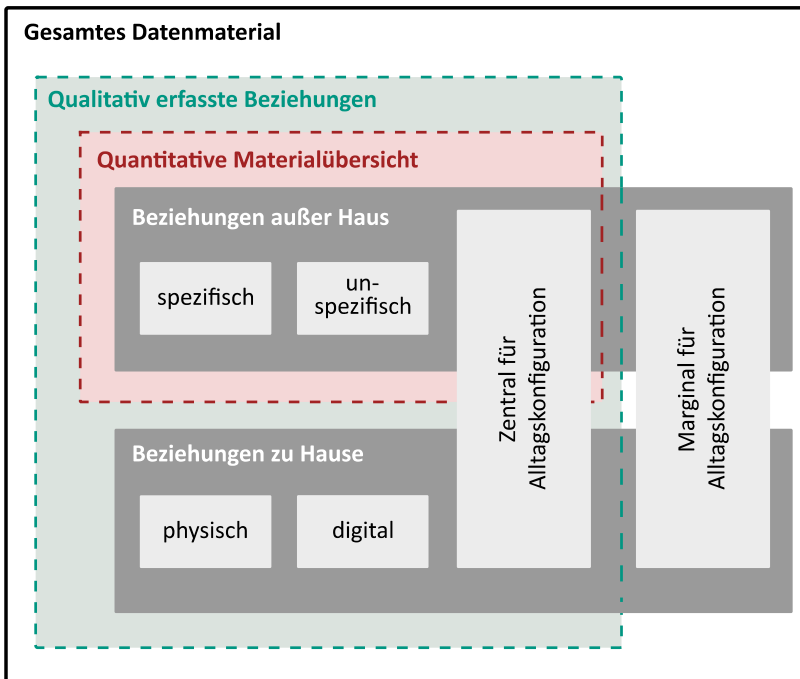 Gesamtes Datenmaterial
Qualitativ erfasste Beziehungen
Quantitative Materialübersicht
Beziehungen außer Haus
spezifisch
un-
spezifisch
Zentral für
Alltagskonfiguration
Marginal für
Alltagskonfiguration
Beziehungen zu Hause
physisch
digital